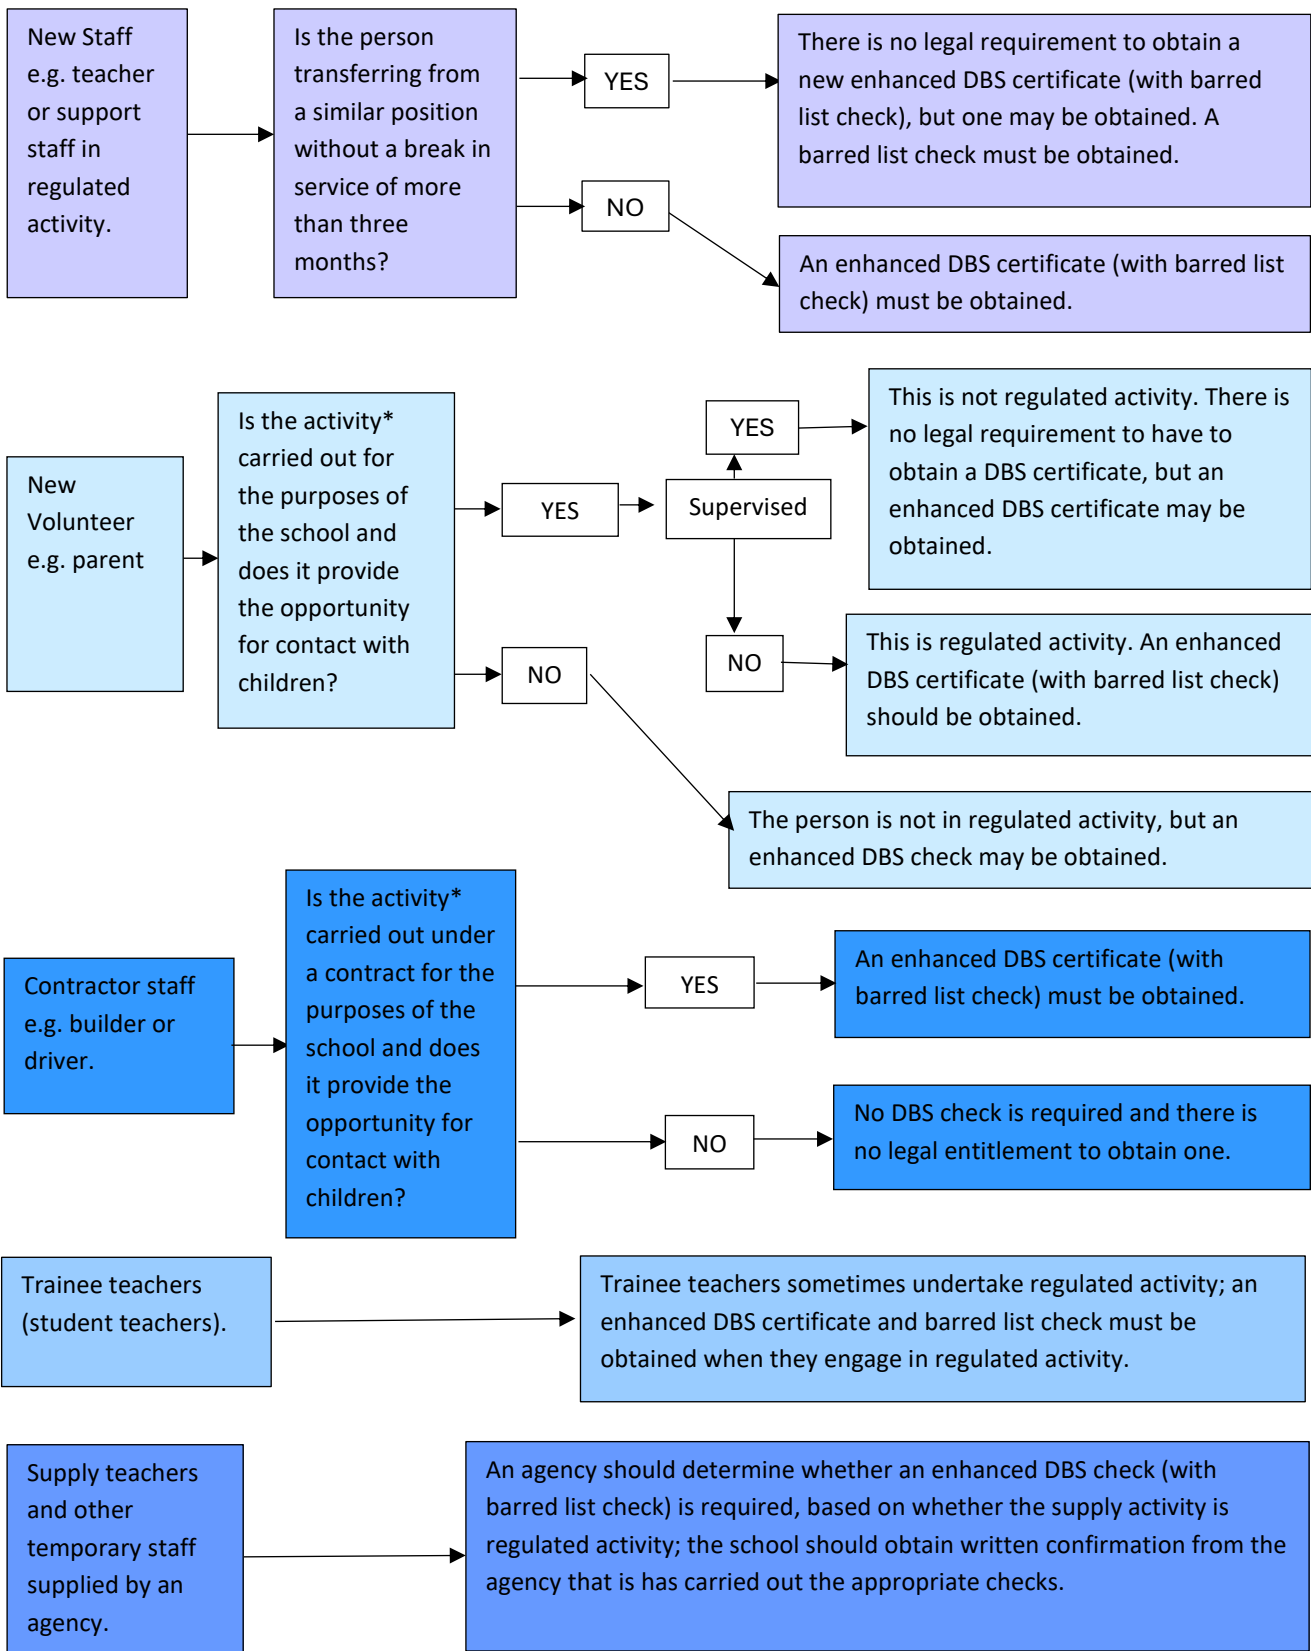 New Staff
e.g. teacher
or support
staff in
regulated
activity.
Is the person
transferring from
a similar position
without a break in
service of more
than three
months?
YES
There is no legal requirement to obtain a
new enhanced DBS certificate (with barred
list check), but one may be obtained. A
barred list check must be obtained.
NO
An enhanced DBS certificate (with barred list
check) must be obtained.
New
Volunteer
e.g. parent
Is the activity*
carried out for
the purposes of
the school and
does it provide
the opportunity
for contact with
children?
YES
Supervised
YES
This is not regulated activity. There is
no legal requirement to have to
obtain a DBS certificate, but an
enhanced DBS certificate may be
obtained.
NO
This is regulated activity. An enhanced
DBS certificate (with barred list check)
should be obtained.
NO
The person is not in regulated activity, but an
enhanced DBS check may be obtained.
Contractor staff
e.g. builder or
driver.
Is the activity*
carried out under
a contract for the
purposes of the
school and does
it provide the
opportunity for
contact with
children?
YES
An enhanced DBS certificate (with
barred list check) must be obtained.
NO
No DBS check is required and there is
no legal entitlement to obtain one.
Trainee teachers
(student teachers).
Trainee teachers sometimes undertake regulated activity; an
enhanced DBS certificate and barred list check must be
obtained when they engage in regulated activity.
Supply teachers
and other
temporary staff
supplied by an
agency.
An agency should determine whether an enhanced DBS check (with
barred list check) is required, based on whether the supply activity is
regulated activity; the school should obtain written confirmation from the
agency that is has carried out the appropriate checks.